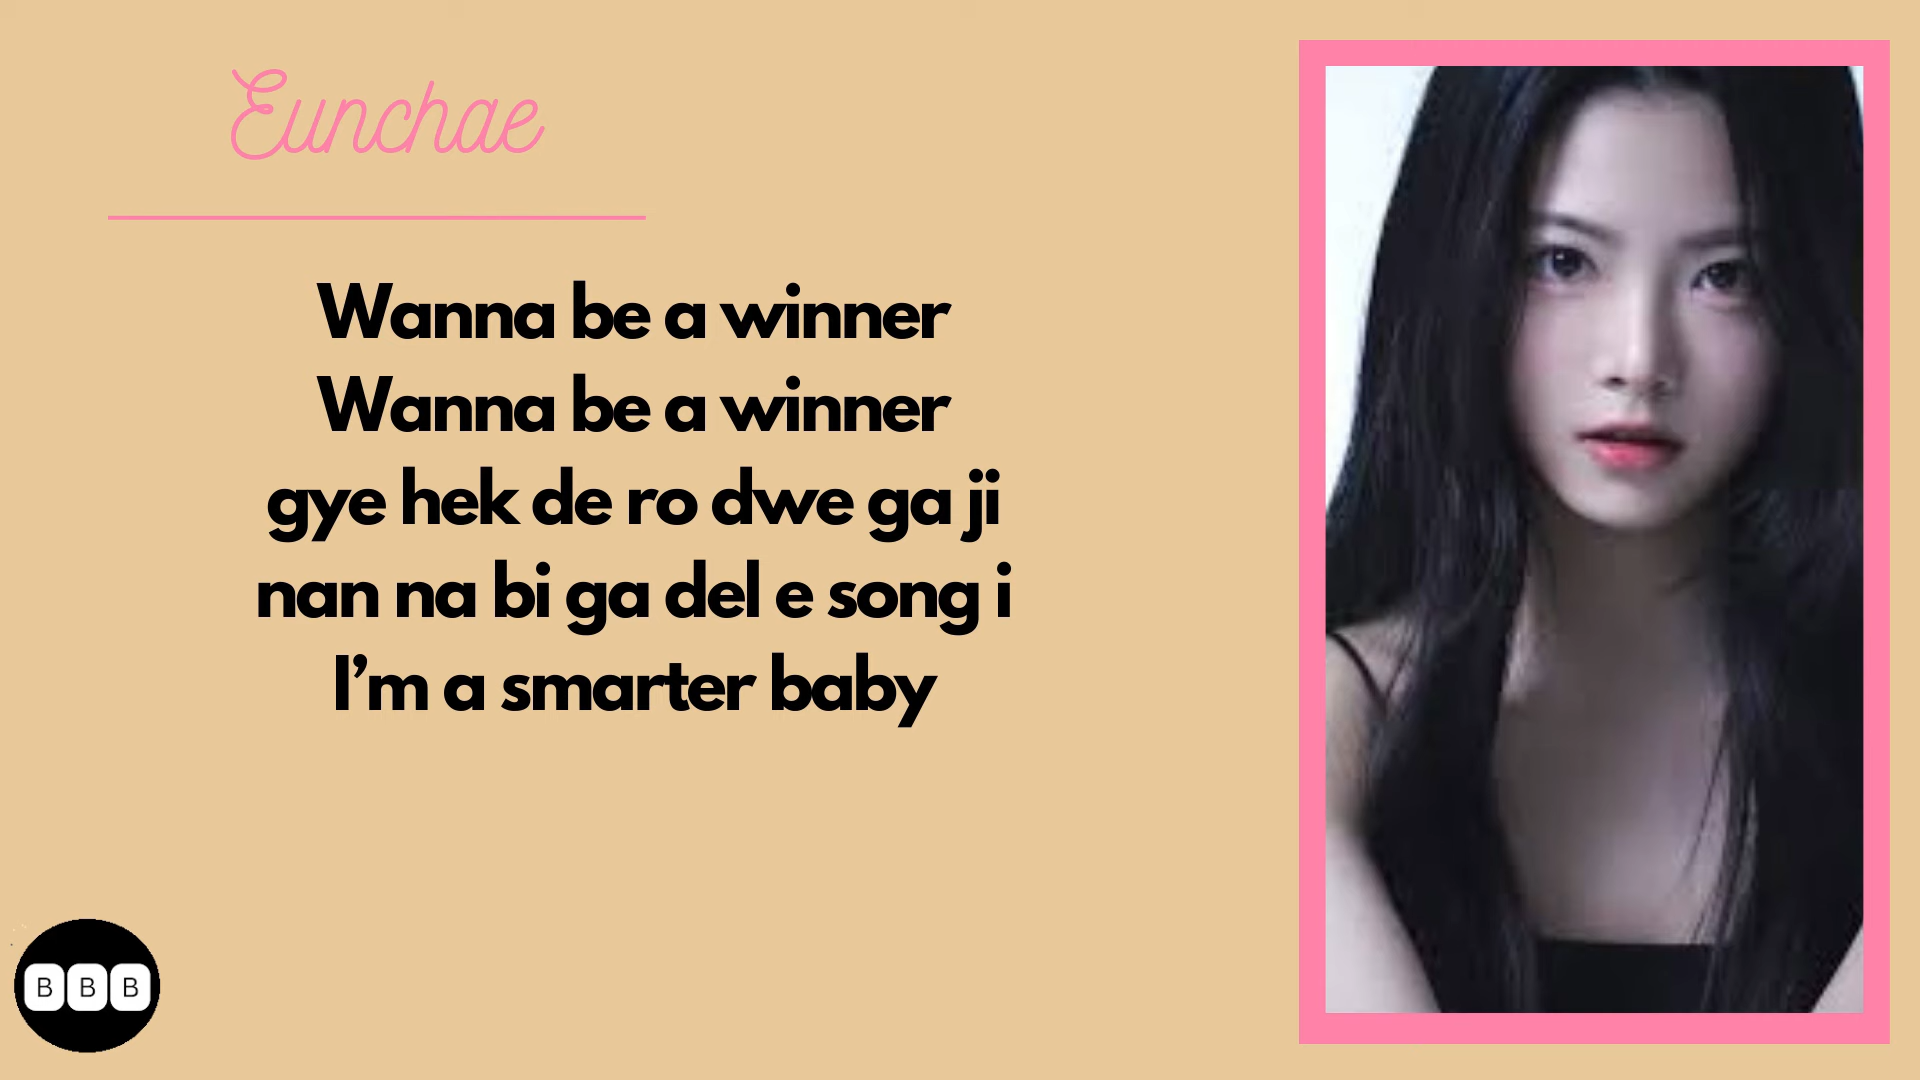 Eunchae
Wanna be a winner
Wanna be a winner
gye hek de ro dwe ga ji
nan na bi ga del e song i
I’m a smarter baby
B B B